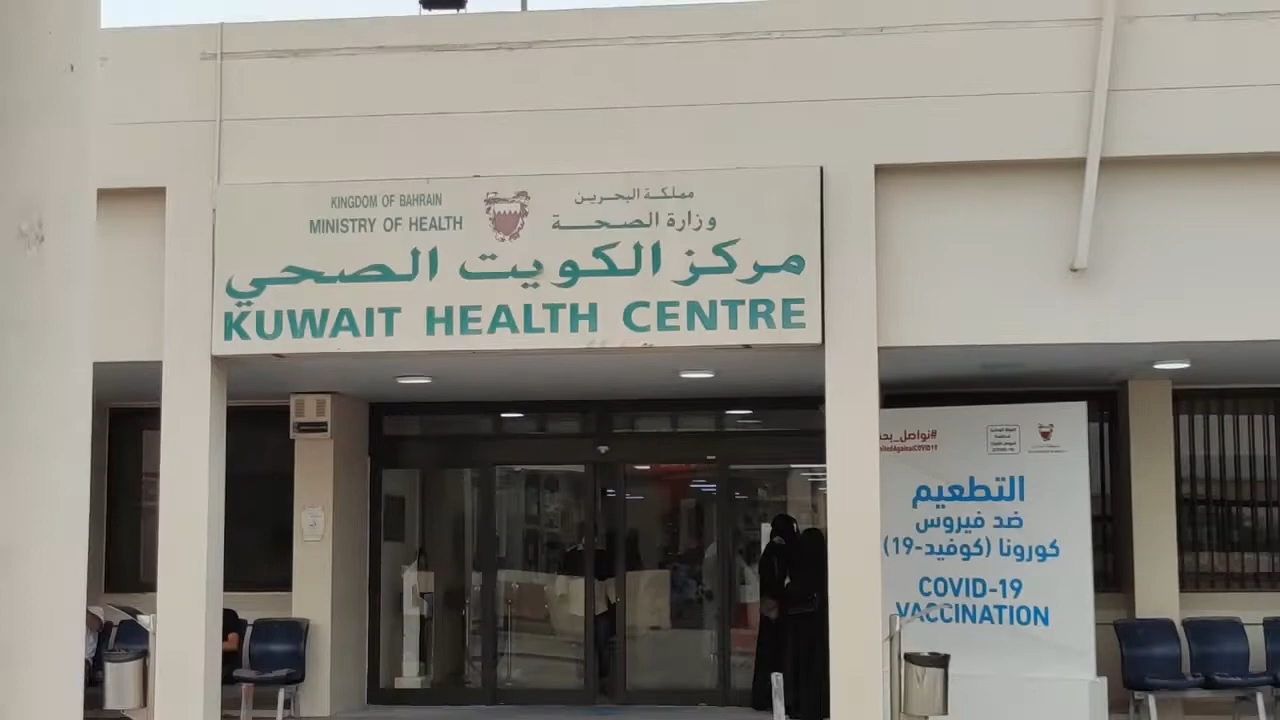 KINGDOM OF BAHRAIN
MINISTRY OF HEALTH
مملكة البحرين
وزارة الصحة
مركز الكويت الصحي
KUWAIT HEALTH CENTRE
التطعيم
ضد فيروس
كورونا (كوفيد-19)
COVID-19
VACCINATION